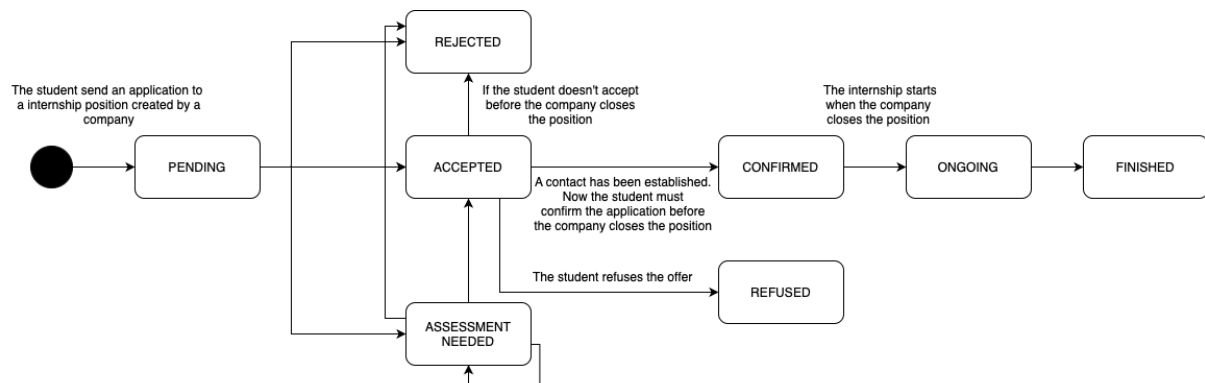 REJECTED
The student send an application to
a internship position created by a
company
If the student doesn't accept
before the company closes
the position
The internship starts
when the company
closes the position
PENDING
ACCEPTED
CONFIRMED
ONGOING
FINISHED
A contact has been established.
Now the student must
confirm the application before
the company closes the position
The student refuses the offer
REFUSED
ASSESSMENT
NEEDED